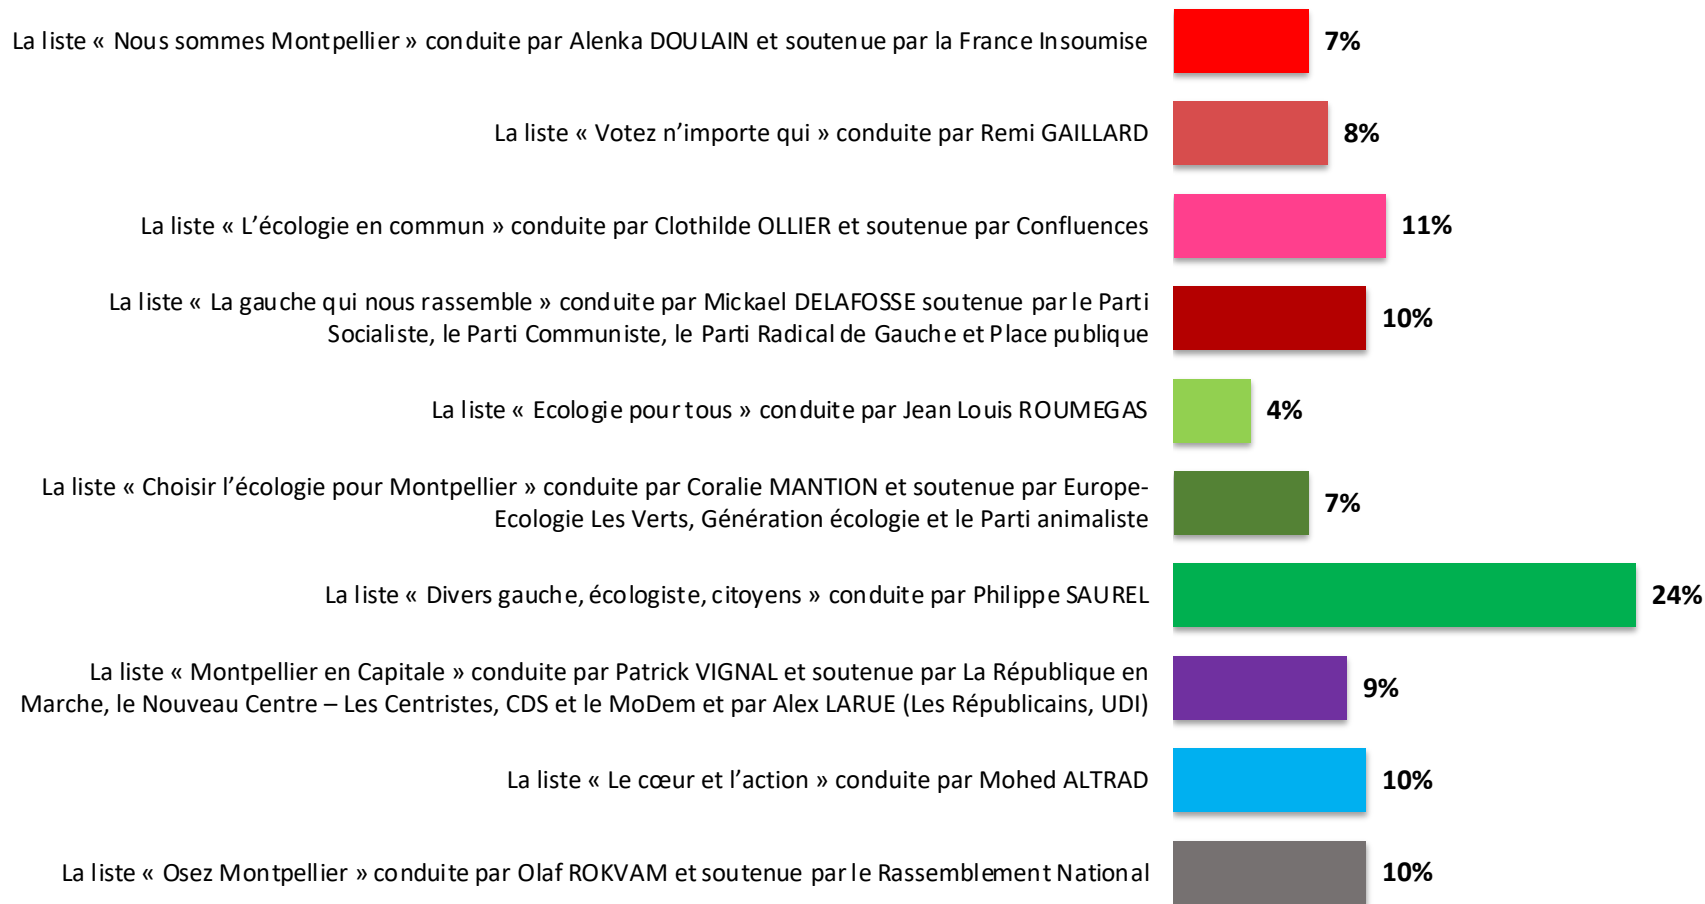 La liste « Nous sommes Montpellier » conduite par Alenka DOULAIN et soutenue par la France Insoumise
7%
La liste « Votez n’importe qui » conduite par Remi GAILLARD
8%
La liste « L’écologie en commun » conduite par Clothilde OLLIER et soutenue par Confluences
11%
La liste « La gauche qui nous rassemble » conduite par Mickael DELAFOSSE soutenue par le Parti
Socialiste, le Parti Communiste, le Parti Radical de Gauche et Place publique
10%
La liste « Ecologie pour tous » conduite par Jean Louis ROUMEGAS
4%
La liste « Choisir l’écologie pour Montpellier » conduite par Coralie MANTION et soutenue par Europe-
Ecologie Les Verts, Génération écologie et le Parti animaliste
7%
La liste « Divers gauche, écologiste, citoyens » conduite par Philippe SAUREL
24%
La liste « Montpellier en Capitale » conduite par Patrick VIGNAL et soutenue par La République en
Marche, le Nouveau Centre – Les Centristes, CDS et le MoDem et par Alex LARUE (Les Républicains, UDI)
9%
La liste « Le cœur et l’action » conduite par Mohed ALTRAD
10%
La liste « Osez Montpellier » conduite par Olaf ROKVAM et soutenue par le Rassemblement National
10%